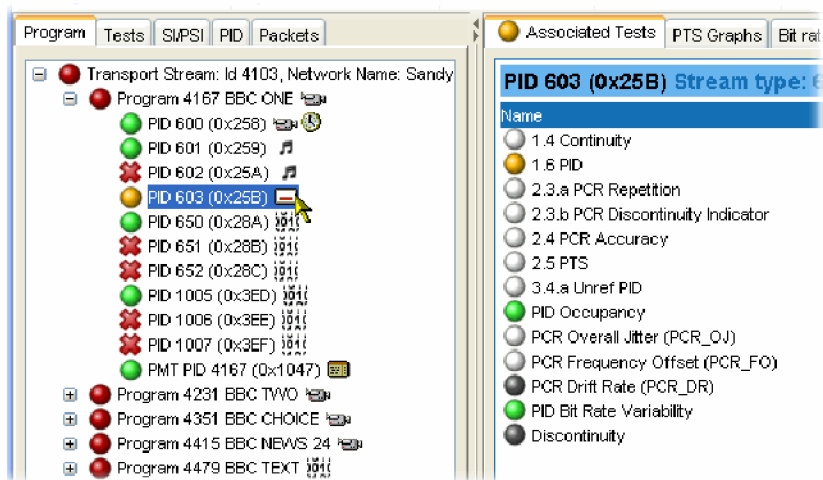 Program Tests SI/PSI PID Packets
Transport Stream: Id 4103, Network Name: Sandy
Program 4167 BBC ONE
PID 600 (0x258)
PID 601 (0x259)
PID 602 (0x25A)
PID 603 (0x25B)
PID 650 (0x28A)
PID 651 (0x28B)
PID 652 (0x28C)
PID 1005 (0x3ED)
PID 1006 (0x3EE)
PID 1007 (0x3EF)
PMT PID 4167 (0x1047)
Program 4231 BBC TWO
Program 4351 BBC CHOICE
Program 4415 BBC NEWS 24
Program 4479 BBC TEXT
Associated Tests PTS Graphs Bit rat
PID 603 (0x25B) Stream type: 6
Name
1.4 Continuity
1.6 PID
2.3.a PCR Repetition
2.3.b PCR Discontinuity Indicator
2.4 PCR Accuracy
2.5 PTS
3.4.a Unref PID
PID Occupancy
PCR Overall Jitter (PCR_OJ)
PCR Frequency Offset (PCR_FO)
PCR Drift Rate (PCR_DR)
PID Bit Rate Variability
Discontinuity